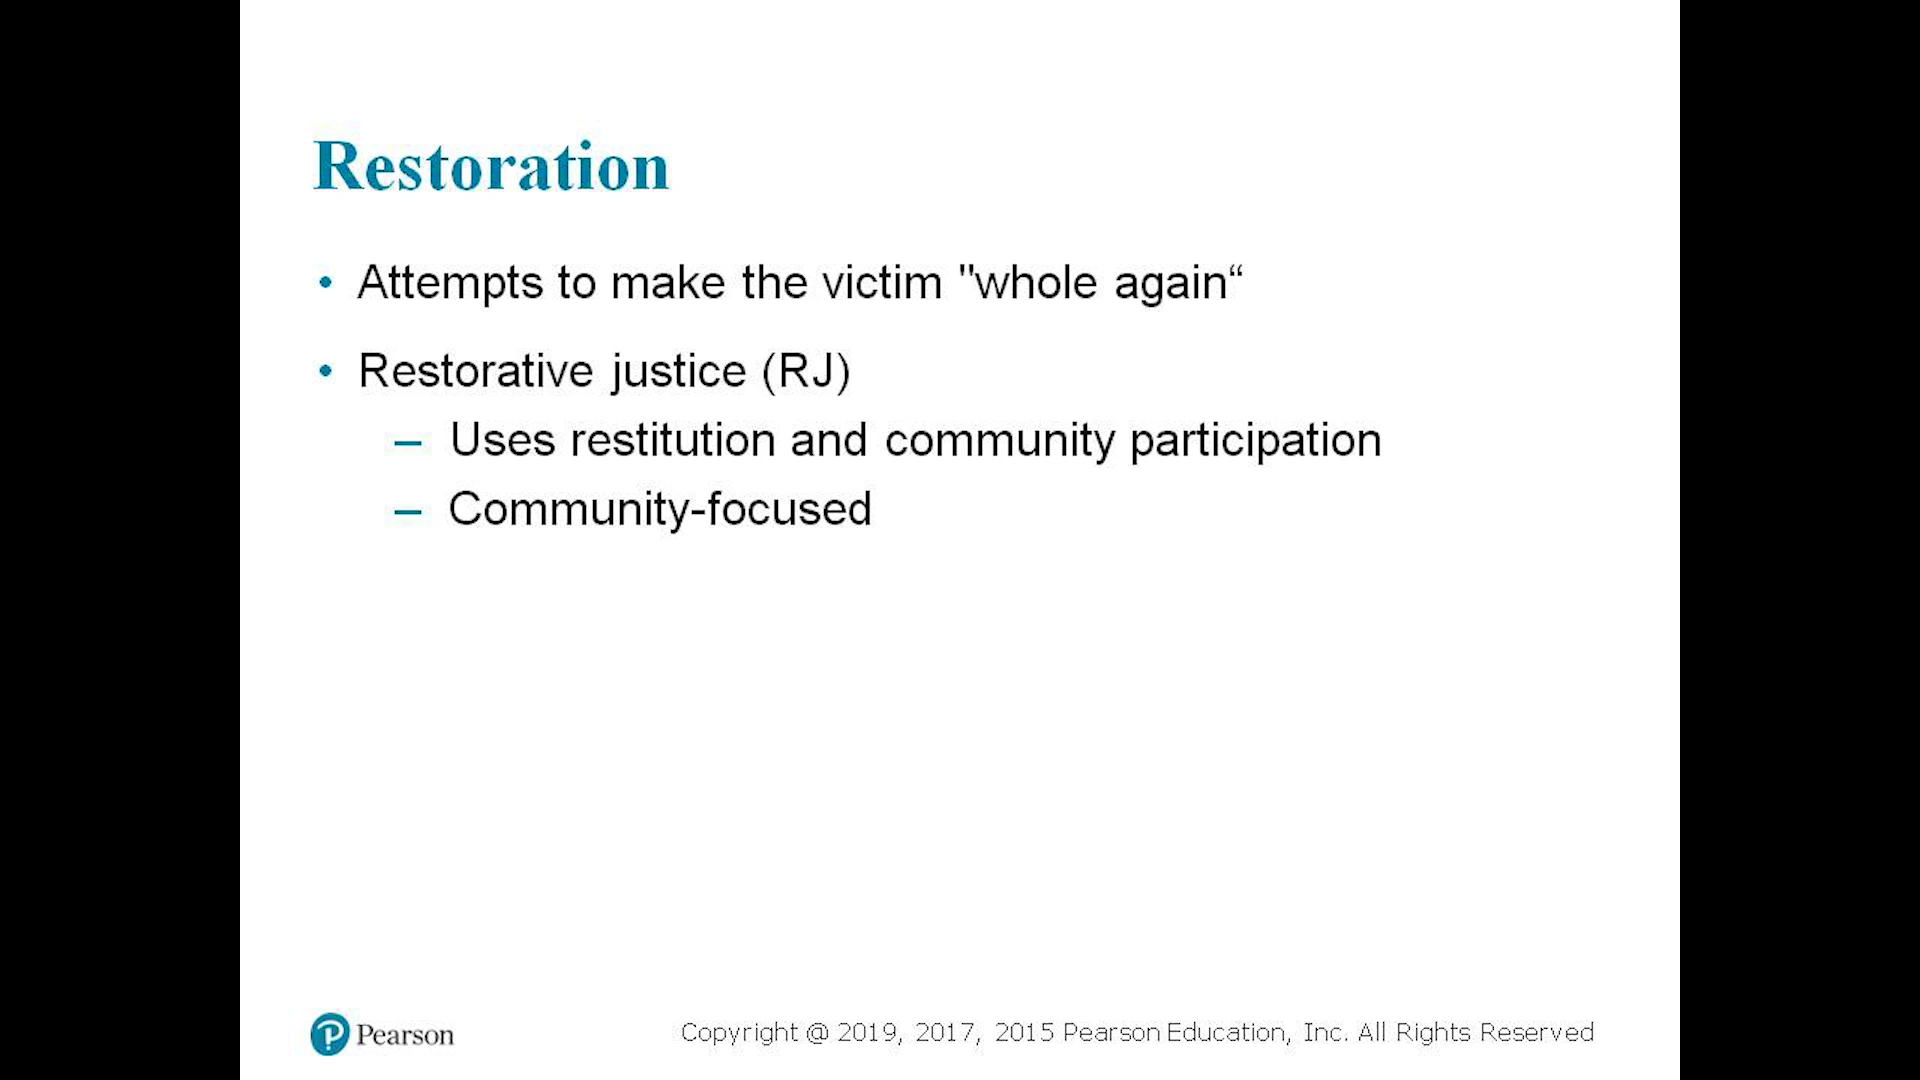 Restoration
• Attempts to make the victim "whole again“
• Restorative justice (RJ)
– Uses restitution and community participation
– Community-focused
Pearson
Copyright @ 2019, 2017, 2015 Pearson Education, Inc. All Rights Reserved